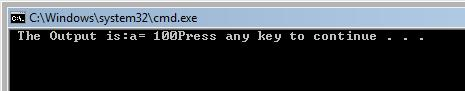 C:\Windows\system32\cmd.exe
The Output is:a= 100Press any key to continue . . .